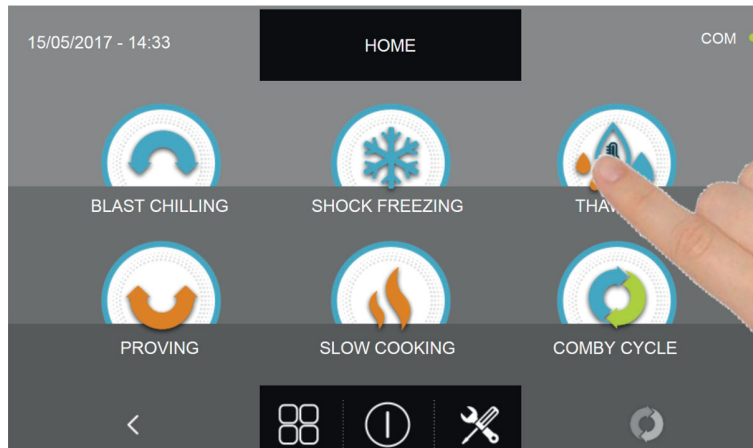 15/05/2017 - 14:33
HOME
COM
BLAST CHILLING
SHOCK FREEZING
PROVING
SLOW COOKING
COMBY CYCLE